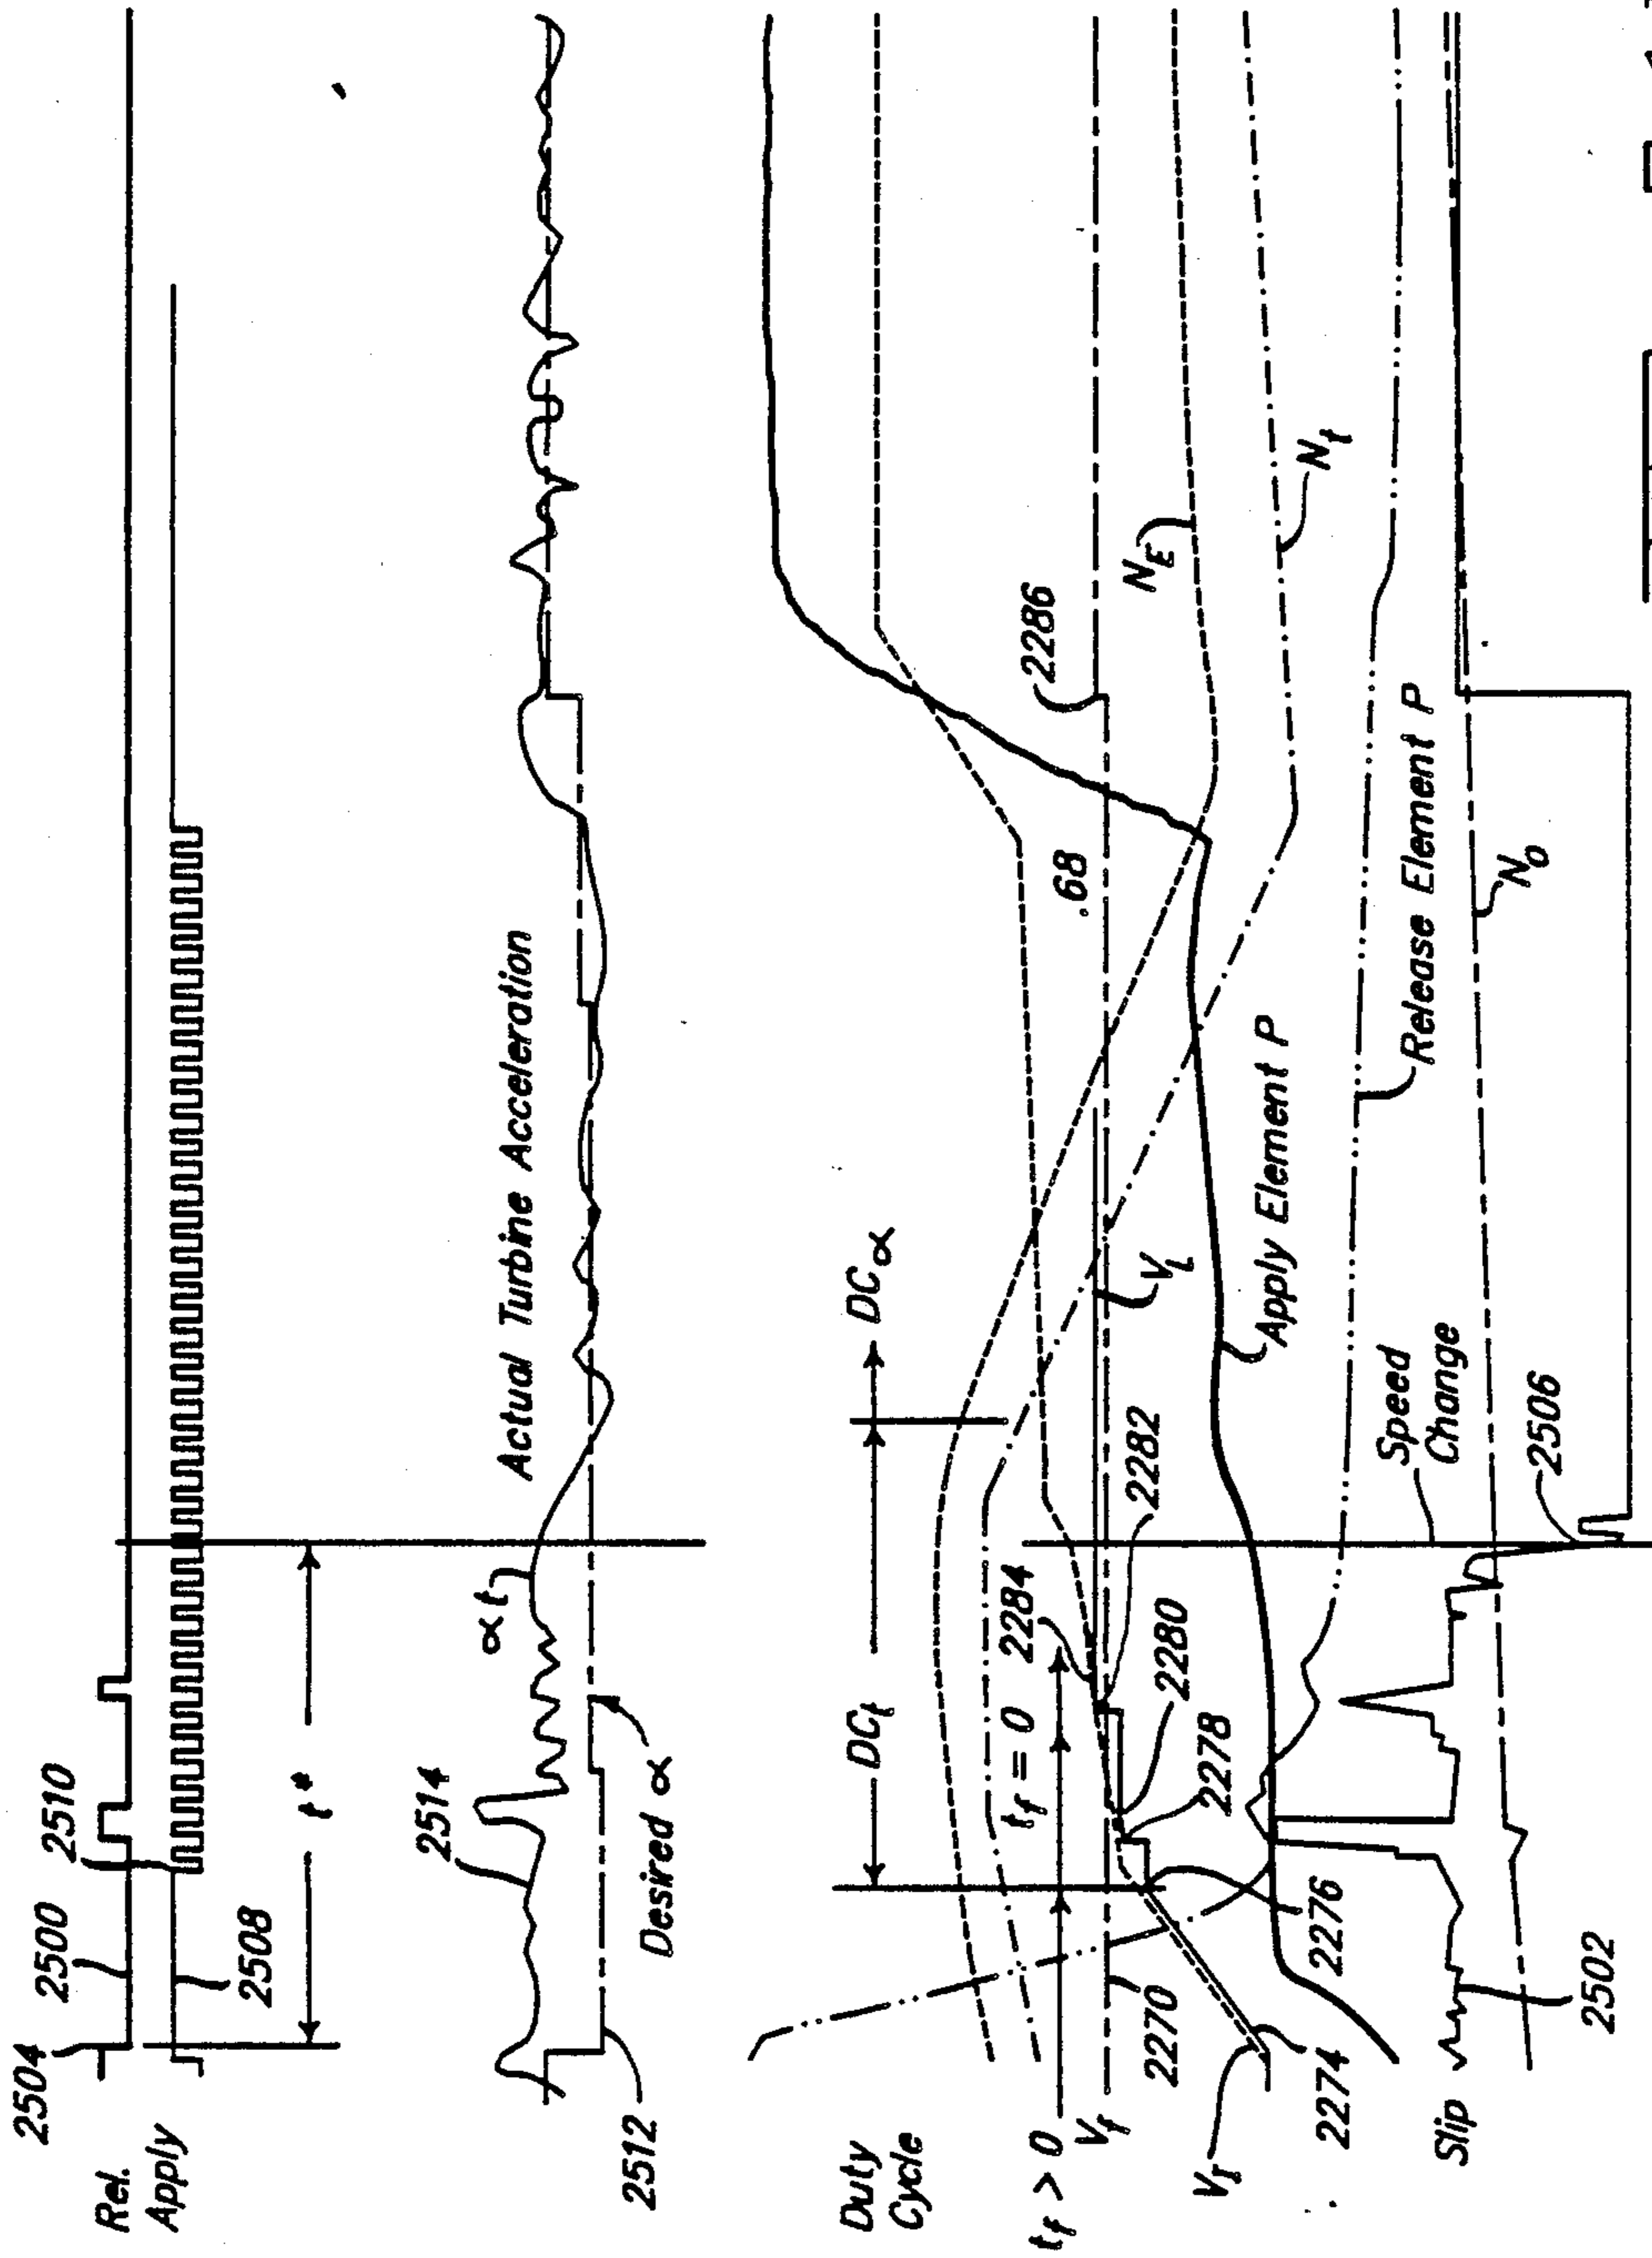 Rel.
Apply
2504
2500
2510
2508
t*
αt
Actual Turbine Acceleration
2514
2512
Desired α
Duty
Cycle
DCt
DCα
tf > 0
tf = 0
2284
2286
Vf
.68
NE
2270
2282
2280
2278
VL
Nt
VI
2274
2276
Apply Element P
Release Element P
Speed
Change
Slip
2502
2506
No